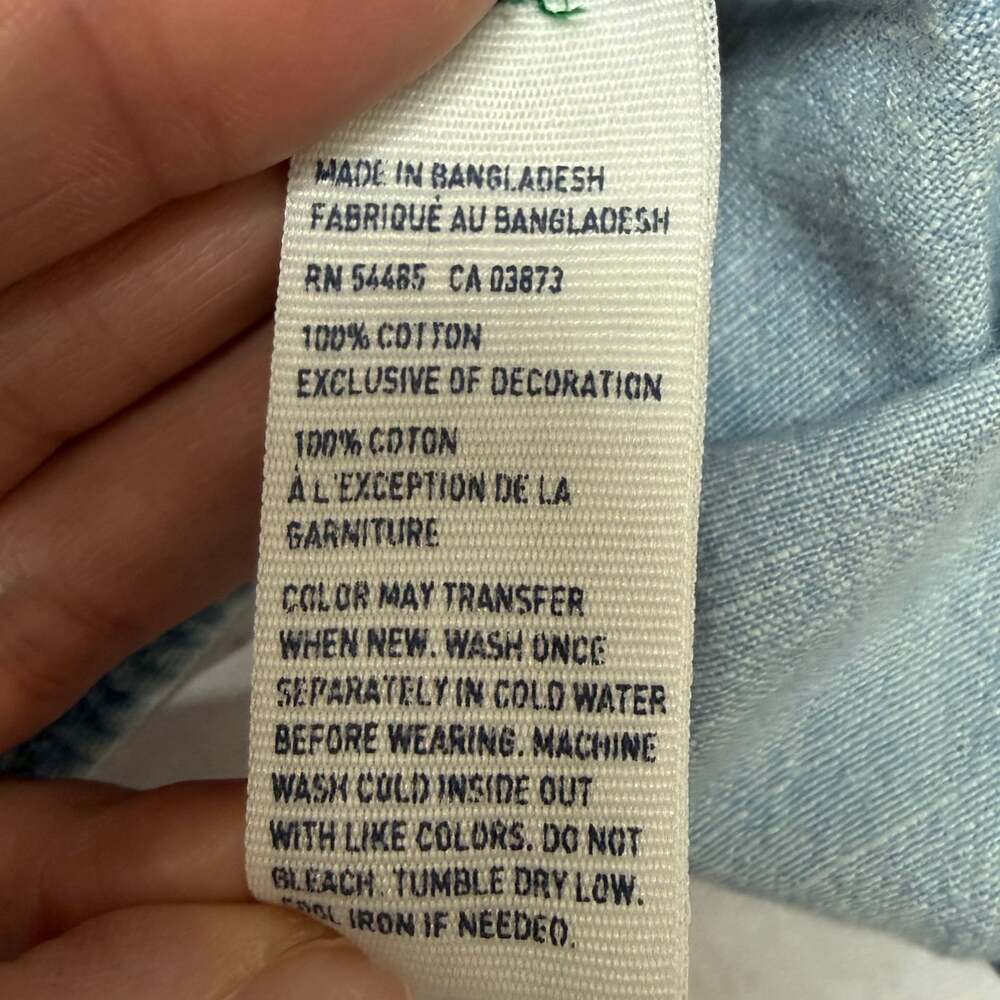 MADE IN BANGLADESH
FABRIQUÉ AU BANGLADESH
RN 54485 CA 03873
100% COTTON
EXCLUSIVE OF DECORATION
100% COTON
À L'EXCEPTION DE LA
GARNITURE
COLOR MAY TRANSFER
WHEN NEW. WASH ONCE
SEPARATELY IN COLD WATER
BEFORE WEARING. MACHINE
WASH COLD INSIDE OUT
WITH LIKE COLORS. DO NOT
BLEACH. TUMBLE DRY LOW.
COOL IRON IF NEEDED.